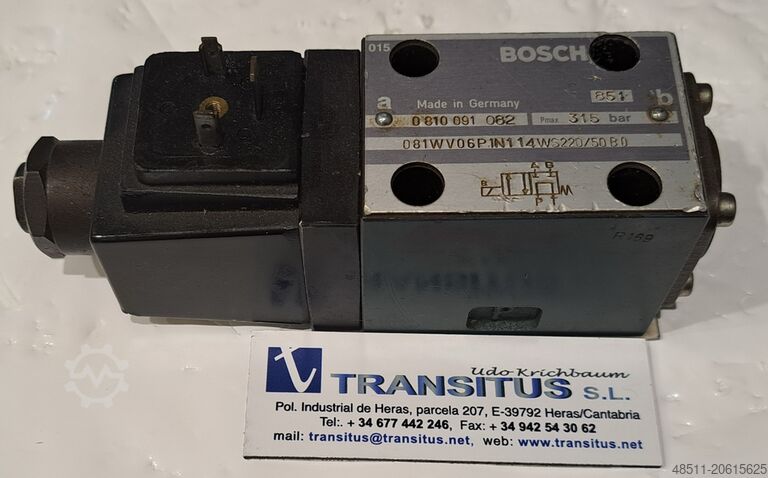 015
BOSCH
a
Made in Germany
851
b
0 810 091 062
Pmax 315 bar
081WV06P1N114WS220/50 B0
A B
a
P T
R169
Udo Krichbaum
TRANSITUS S.L.
Pol. Industrial de Heras, parcela 207, E-39792 Heras/Cantabria
Tel:. + 34 677 442 246, Fax: + 34 942 54 30 62
mail: transitus@transitus.net, web: www.transitus.net
48511-20615625